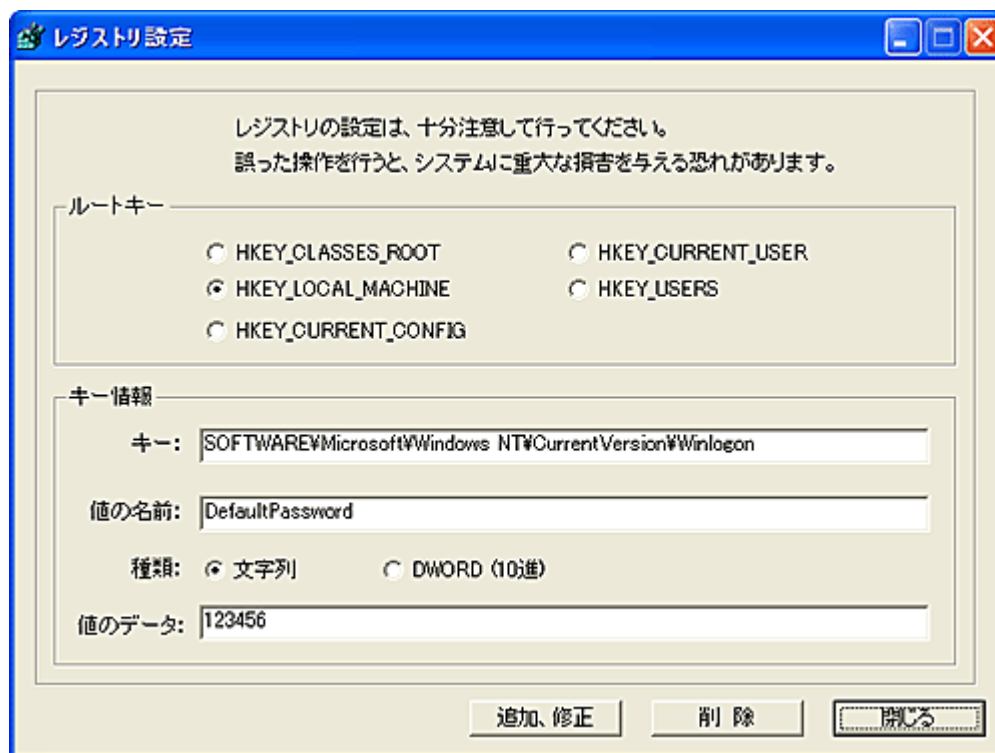 レジストリ設定
レジストリの設定は、十分注意して行ってください。
誤った操作を行うと、システムに重大な損害を与える恐れがあります。
ルートキー
HKEY_CLASSES_ROOT HKEY_CURRENT_USER
HKEY_LOCAL_MACHINE HKEY_USERS
HKEY_CURRENT_CONFIG
キー情報
キー: SOFTWARE¥Microsoft¥Windows NT¥CurrentVersion¥Winlogon
値の名前: DefaultPassword
種類: 文字列 DWORD (10進)
値のデータ: 123456
追加、修正 削 除 閉じる